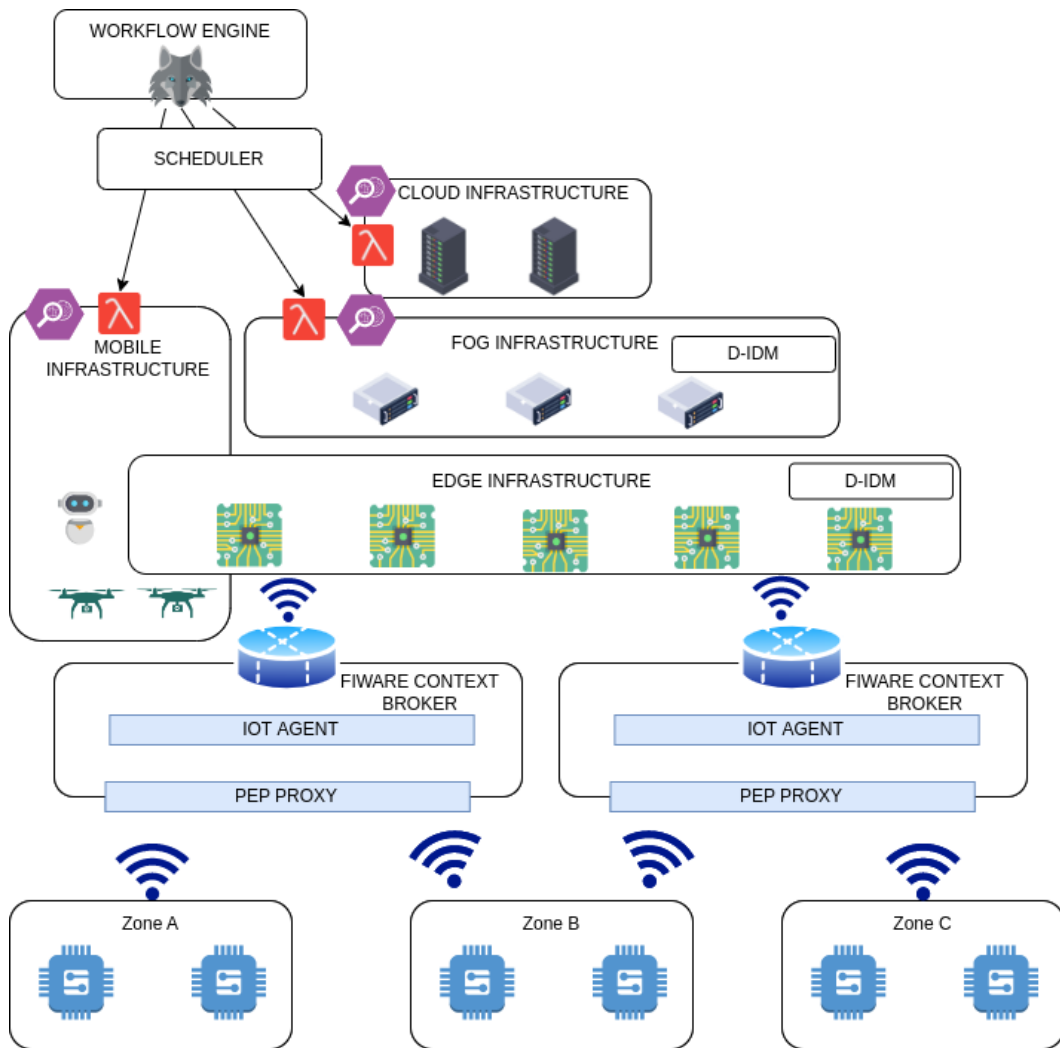 WORKFLOW ENGINE
SCHEDULER
CLOUD INFRASTRUCTURE
λ
λ
λ
MOBILE
INFRASTRUCTURE
FOG INFRASTRUCTURE
D-IDM
EDGE INFRASTRUCTURE
D-IDM
FIWARE CONTEXT
BROKER
IOT AGENT
PEP PROXY
FIWARE CONTEXT
BROKER
IOT AGENT
PEP PROXY
Zone A
Zone B
Zone C